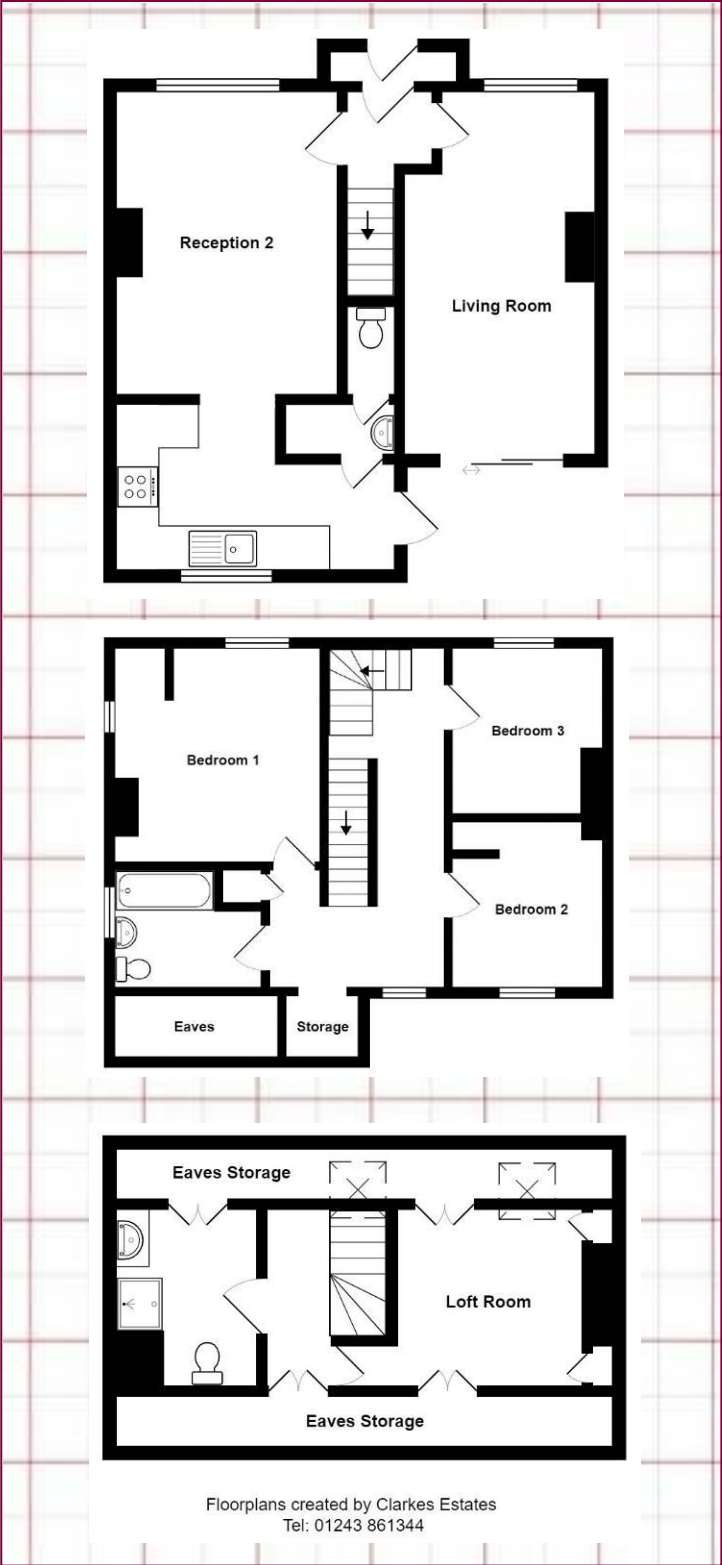 Reception 2
Living Room
Bedroom 1
Bedroom 3
Bedroom 2
Eaves
Storage
Eaves Storage
Loft Room
Eaves Storage
Floorplans created by Clarkes Estates
Tel: 01243 861344